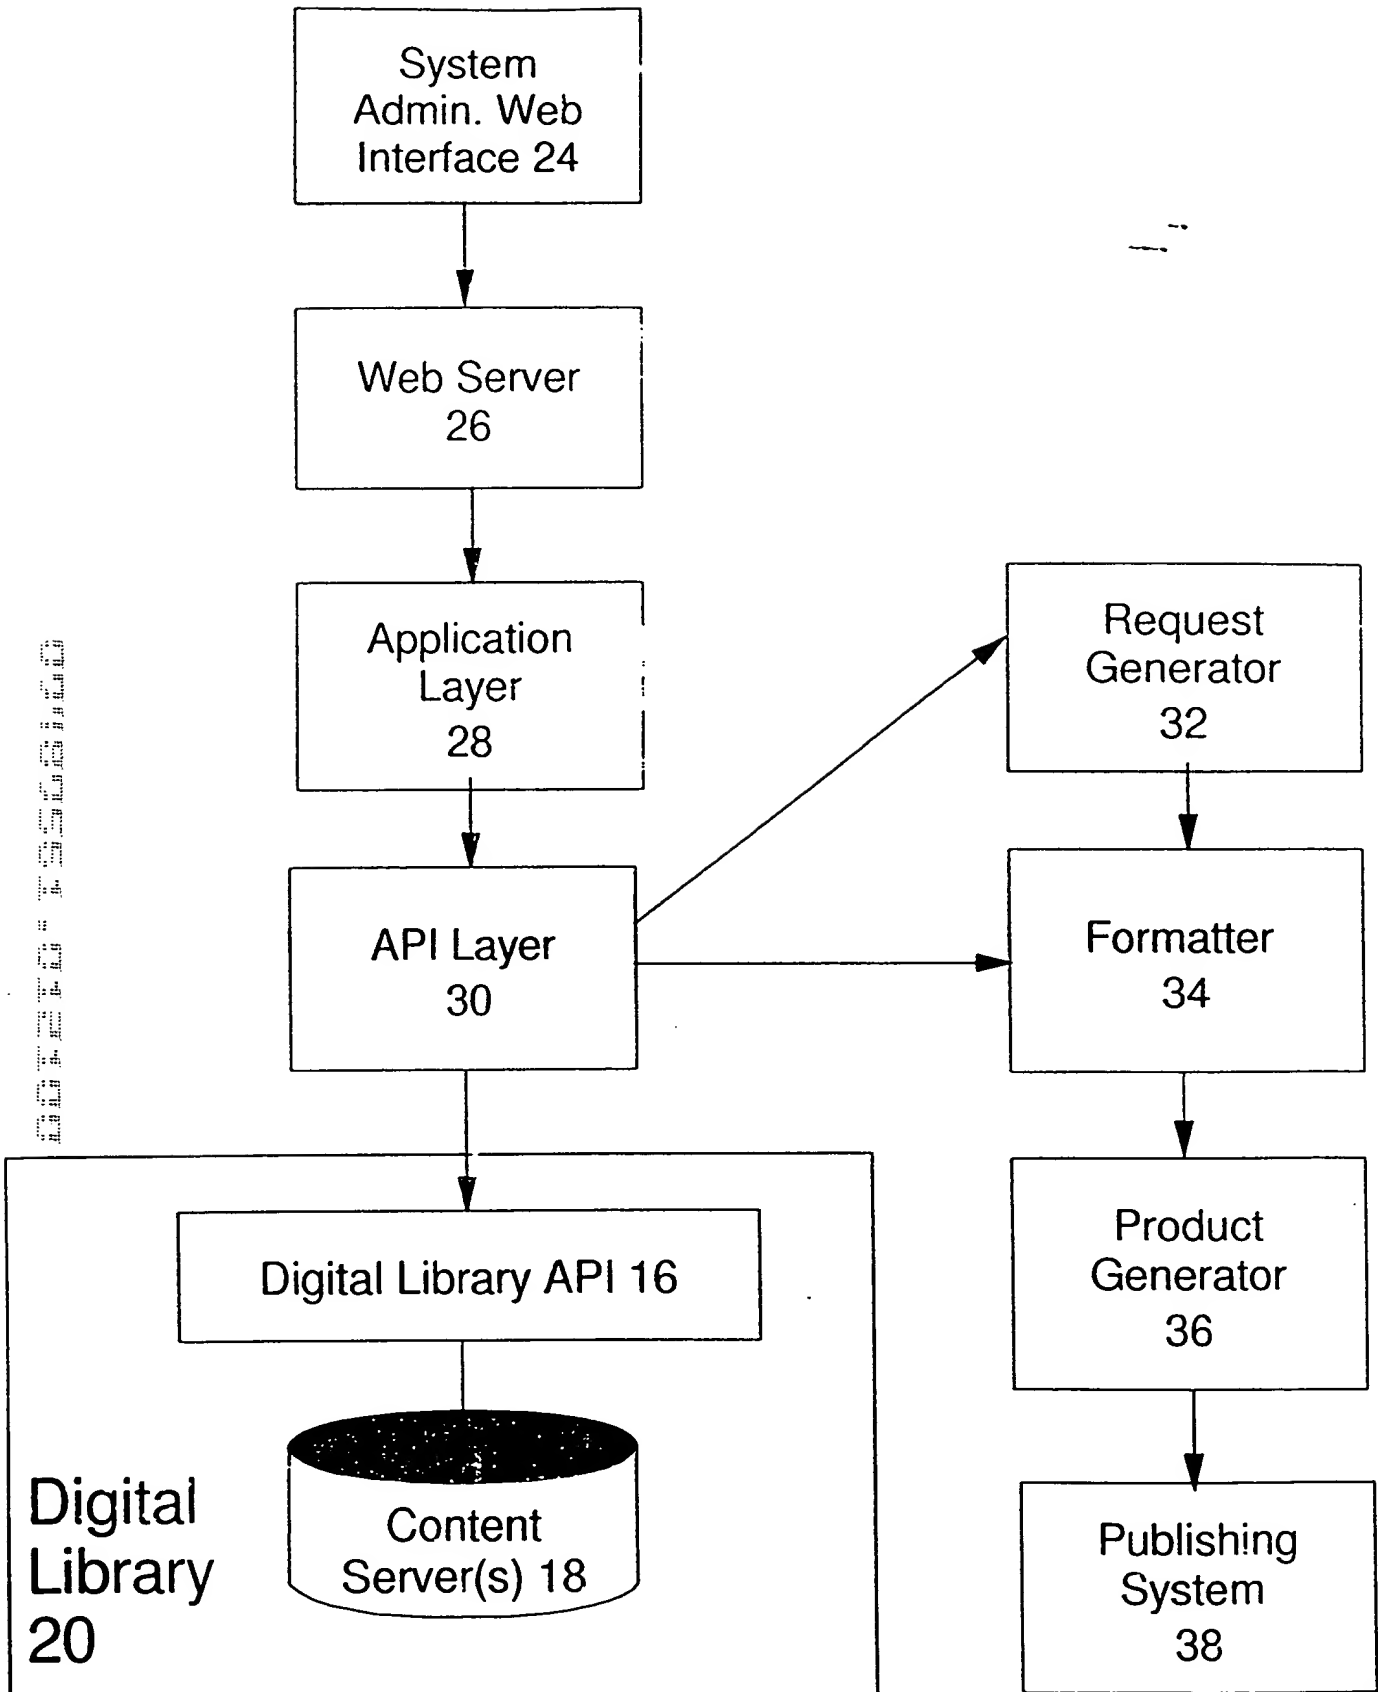 System
Admin. Web
Interface 24
Web Server
26
Application
Layer
28
Request
Generator
32
API Layer
30
Formatter
34
Digital Library API 16
Product
Generator
36
Content
Server(s) 18
Digital
Library
20
Publishing
System
38